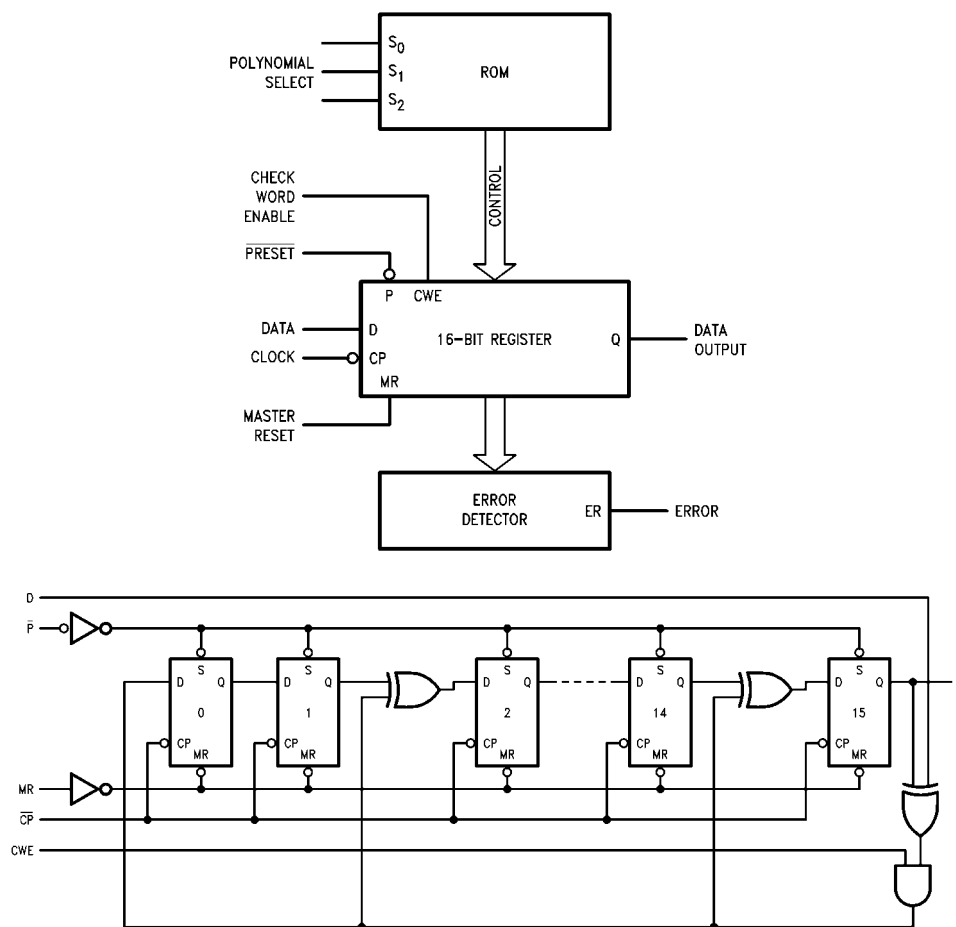 S0
POLYNOMIAL
SELECT
S1
S2
ROM
CONTROL
CHECK
WORD
ENABLE
PRESET
P CWE
DATA
D
16-BIT REGISTER
Q
DATA
OUTPUT
CLOCK
CP
MR
MASTER
RESET
ERROR
DETECTOR
ER
ERROR
D
P
S S S S S
D Q D Q D Q D Q D Q
0 1 2 14 15
CP CP CP CP CP
MR MR MR MR MR
MR
CP
CWE